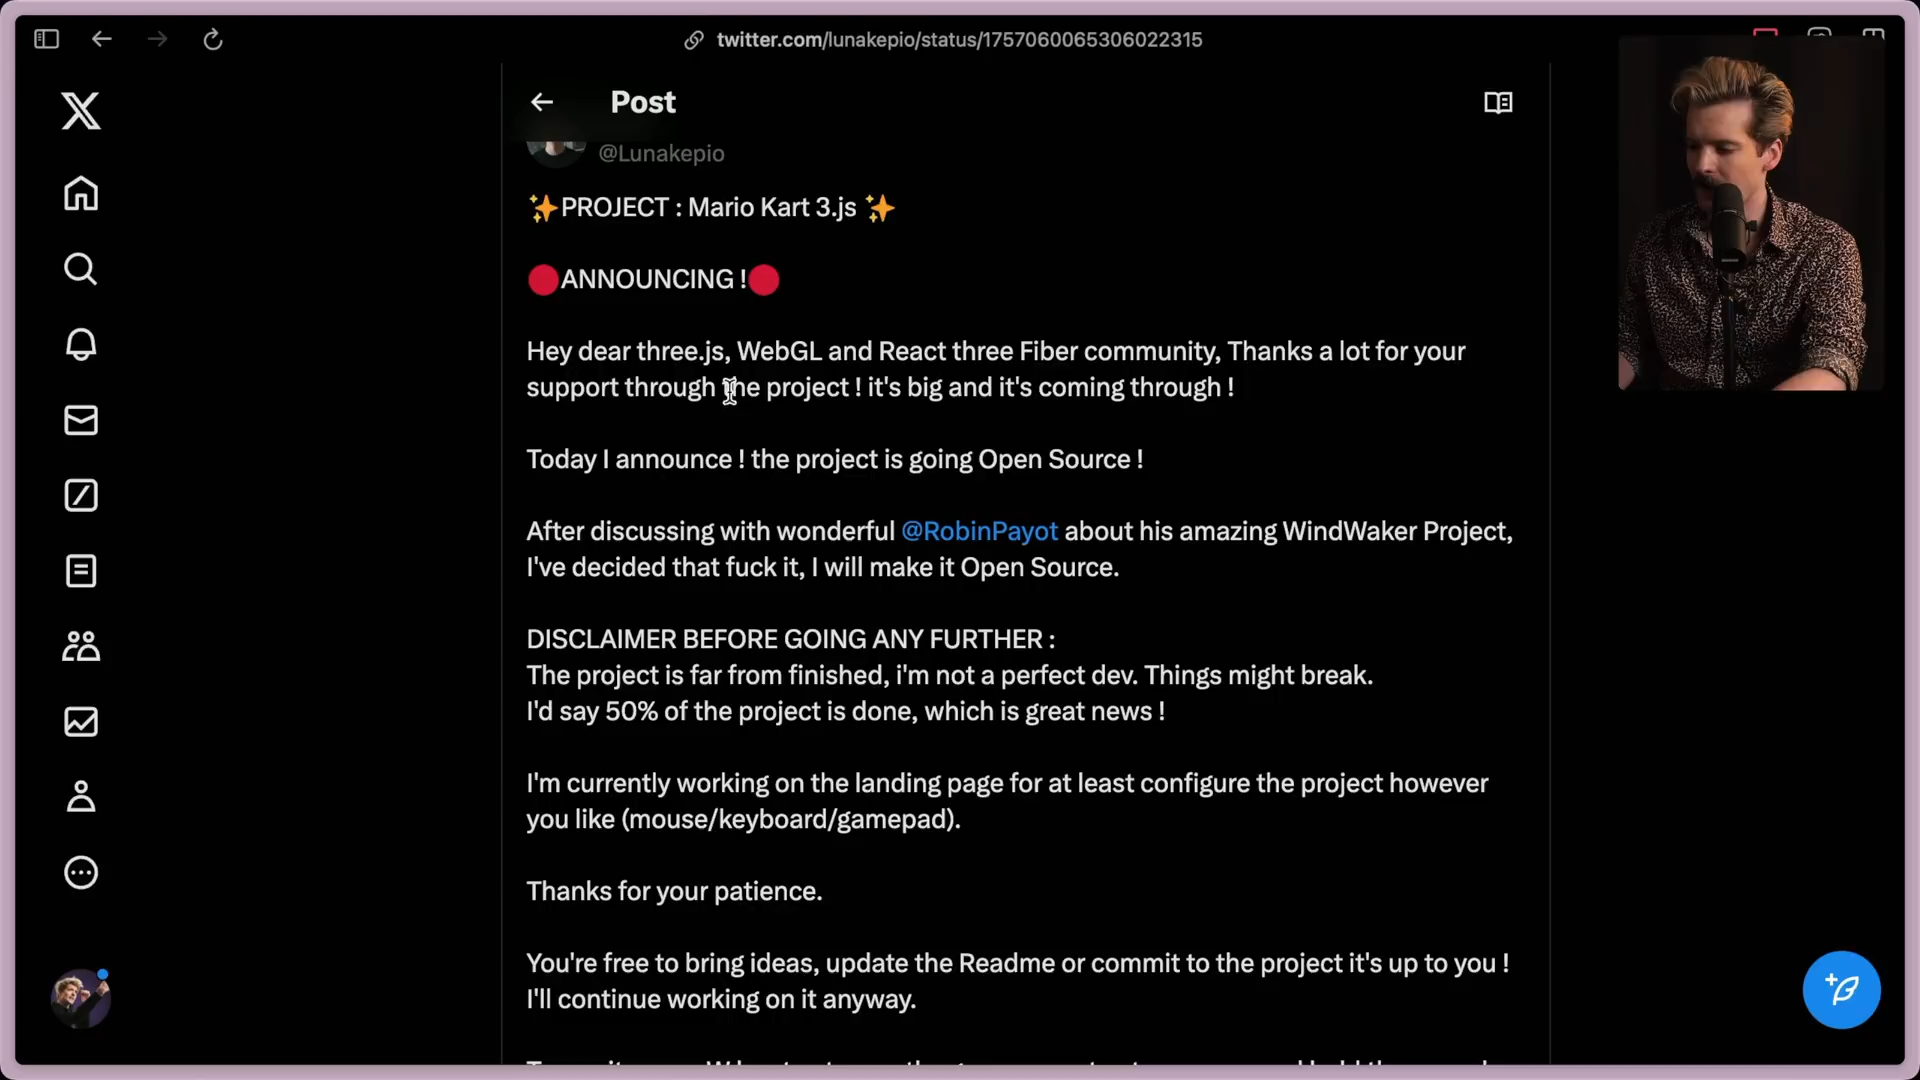 twitter.com/lunakepio/status/1757060065306022315
Post
@Lunakepio
✨PROJECT : Mario Kart 3.js ✨
🔴ANNOUNCING !🔴
Hey dear three.js, WebGL and React three Fiber community, Thanks a lot for your
support through the project ! it's big and it's coming through !
Today I announce ! the project is going Open Source !
After discussing with wonderful @RobinPayot about his amazing WindWaker Project,
I've decided that fuck it, I will make it Open Source.
DISCLAIMER BEFORE GOING ANY FURTHER :
The project is far from finished, i'm not a perfect dev. Things might break.
I'd say 50% of the project is done, which is great news !
I'm currently working on the landing page for at least configure the project however
you like (mouse/keyboard/gamepad).
Thanks for your patience.
You're free to bring ideas, update the Readme or commit to the project it's up to you !
I'll continue working on it anyway.